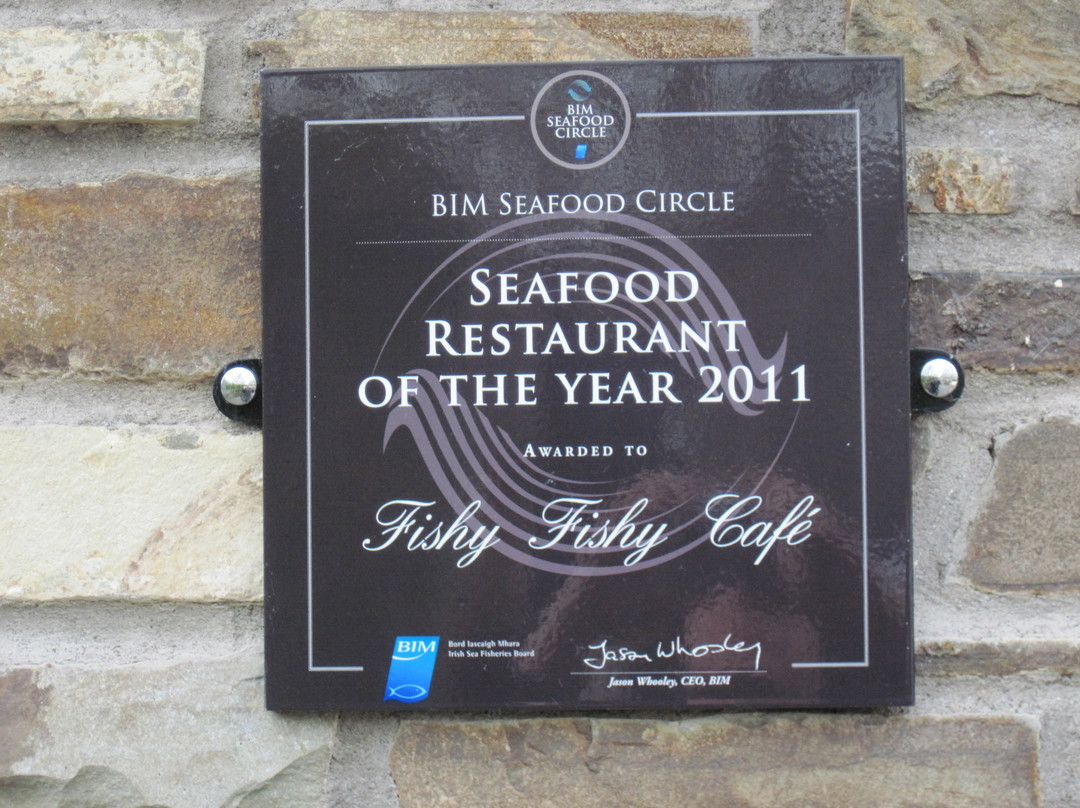 BIM
SEAFOOD
CIRCLE
BIM SEAFOOD CIRCLE
SEAFOOD
RESTAURANT
OF THE YEAR 2011
AWARDED TO
Fishy Fishy Café
BIM
Bord Iascaigh Mhara
Irish Sea Fisheries Board
Jason Whooley
Jason Whooley, CEO, BIM